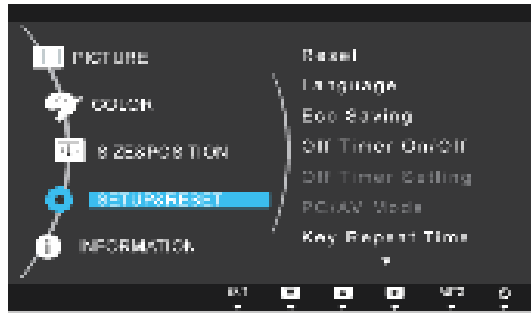 PICTURE
COLOR
SIZE&POSITION
SETUP&RESET
INFORMATION
Reset
Language
Eco Saving
Off Timer On/Off
Off Timer Setting
PC/AV Mode
Key Repeat Time
AUTO